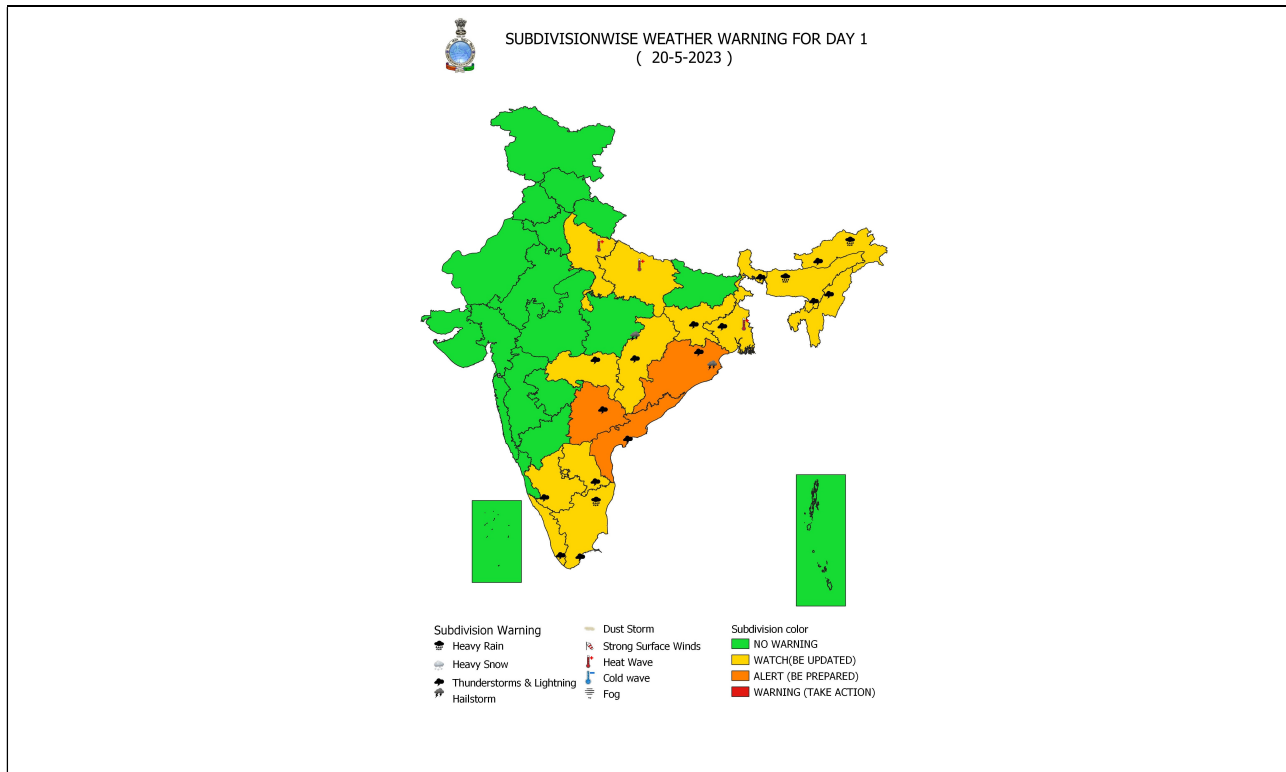 SUBDIVISIONWISE WEATHER WARNING FOR DAY 1
( 20-5-2023 )
Subdivision Warning
Heavy Rain
Heavy Snow
Thunderstorms & Lightning
Hailstorm
Dust Storm
Strong Surface Winds
Heat Wave
Cold wave
Fog
Subdivision color
NO WARNING
WATCH(BE UPDATED)
ALERT (BE PREPARED)
WARNING (TAKE ACTION)